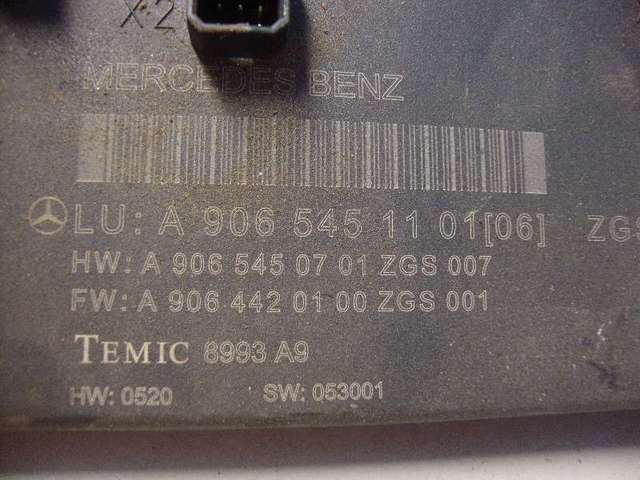 X2
MERCEDES BENZ
LU: A 906 545 11 01[06] ZGS
HW: A 906 545 07 01 ZGS 007
FW: A 906 442 01 00 ZGS 001
TEMIC 8993 A9
HW: 0520 SW: 053001